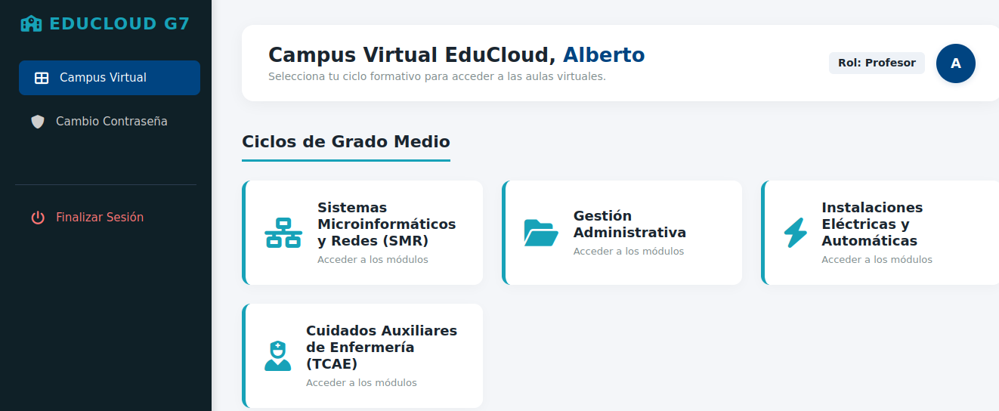 EDUCLOUD G7
Campus Virtual
Cambio Contraseña
Finalizar Sesión
Campus Virtual EduCloud, Alberto
Selecciona tu ciclo formativo para acceder a las aulas virtuales.
Rol: Profesor
A
Ciclos de Grado Medio
Sistemas
Microinformáticos
y Redes (SMR)
Acceder a los módulos
Gestión
Administrativa
Acceder a los módulos
Instalaciones
Eléctricas y
Automáticas
Acceder a los módulos
Cuidados Auxiliares
de Enfermería
(TCAE)
Acceder a los módulos